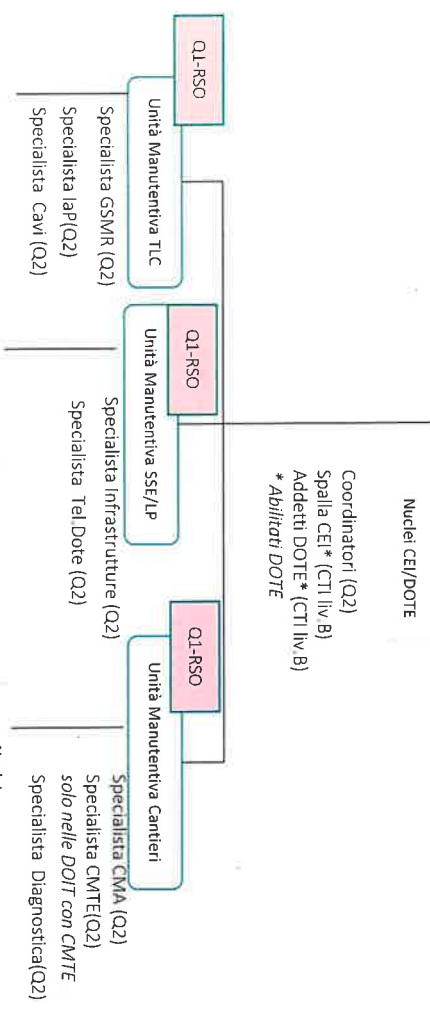 Nuclei CEI/DOTE
Coordinatori (Q2)
Spalla CEI* (CTI liv.B)
Addetti DOTE* (CTI liv.B)
* Abilitati DOTE
Q1-RSO
Unità Manutentiva TLC
Specialista GSMR (Q2)
Specialista IaP(Q2)
Specialista Cavi (Q2)
Q1-RSO
Unità Manutentiva SSE/LP
Specialista Infrastrutture (Q2)
Specialista Tel.Dote (Q2)
Q1-RSO
Unità Manutentiva Cantieri
Specialista CMA (Q2)
Specialista CMTE(Q2)
solo nelle DOIT con CMTE
Specialista Diagnostica(Q2)